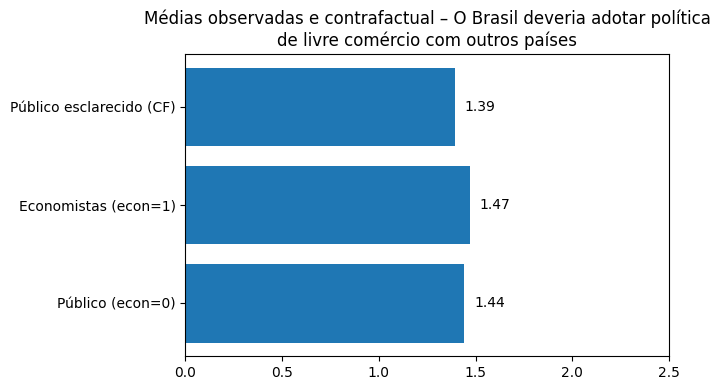 Médias observadas e contrafactual – O Brasil deveria adotar política
de livre comércio com outros países
Público esclarecido (CF)
1.39
Economistas (econ=1)
1.47
Público (econ=0)
1.44
0.0
0.5
1.0
1.5
2.0
2.5